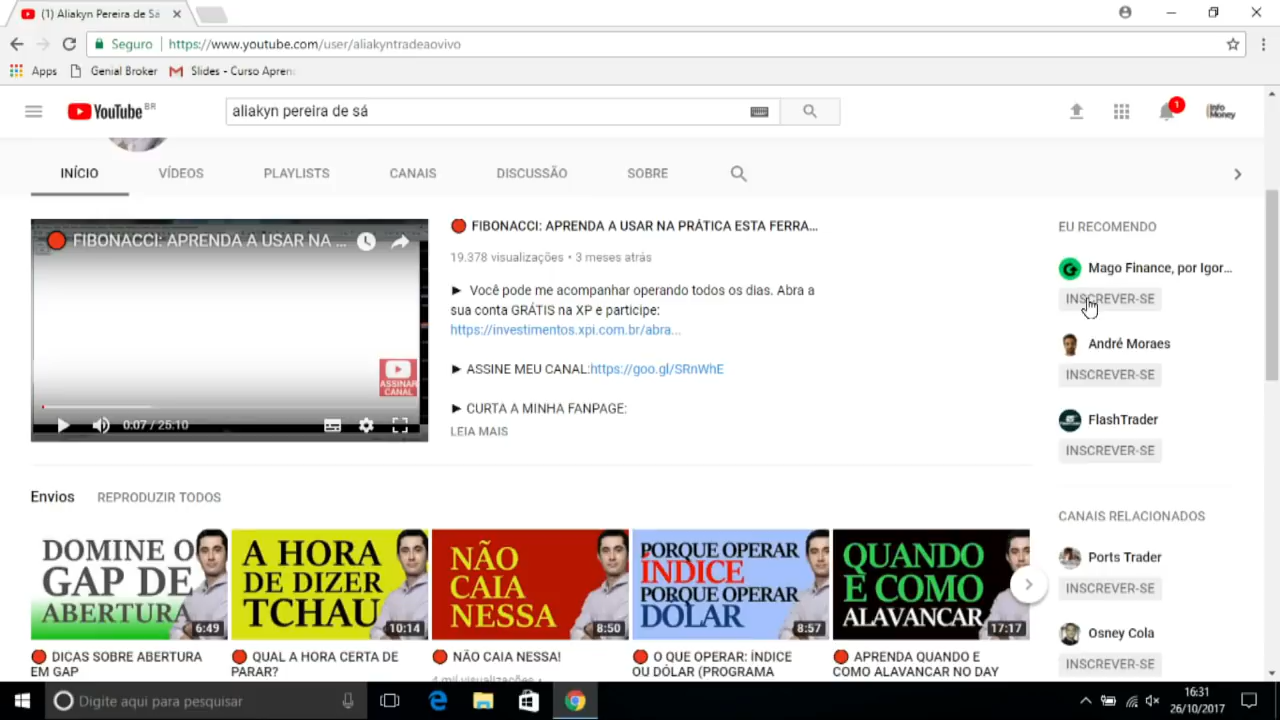 (1) Aliakyn Pereira de Sá
Seguro
https://www.youtube.com/user/aliakyntradeaovivo
Apps
Genial Broker
Slides - Curso Apren
YouTube BR
aliakyn pereira de sá
1
Info Money
INÍCIO
VÍDEOS
PLAYLISTS
CANAIS
DISCUSSÃO
SOBRE
FIBONACCI: APRENDA A USAR NA ...
ASSINAR
CANAL
0:07 / 25:10
FIBONACCI: APRENDA A USAR NA PRÁTICA ESTA FERRA...
19.378 visualizações • 3 meses atrás
► Você pode me acompanhar operando todos os dias. Abra a
sua conta GRÁTIS na XP e participe:
https://investimentos.xpi.com.br/abra...
► ASSINE MEU CANAL:https://goo.gl/SRnWhE
► CURTA A MINHA FANPAGE:
LEIA MAIS
EU RECOMENDO
Mago Finance, por Igor...
INSCREVER-SE
André Moraes
INSCREVER-SE
FlashTrader
INSCREVER-SE
CANAIS RELACIONADOS
Ports Trader
INSCREVER-SE
Osney Cola
INSCREVER-SE
Envios
REPRODUZIR TODOS
DOMINE O
GAP DE
ABERTURA
6:49
DICAS SOBRE ABERTURA
EM GAP
A HORA
DE DIZER
TCHAU
10:14
QUAL A HORA CERTA DE
PARAR?
NÃO
CAIA
NESSA
8:50
NÃO CAIA NESSA!
4 mil visualizações •
PORQUE OPERAR
ÍNDICE
PORQUE OPERAR
DOLAR
8:57
O QUE OPERAR: ÍNDICE
OU DÓLAR (PROGRAMA
QUANDO
E COMO
ALAVANCAR
17:17
APRENDA QUANDO E
COMO ALAVANCAR NO DAY
Digite aqui para pesquisar
16:31
26/10/2017